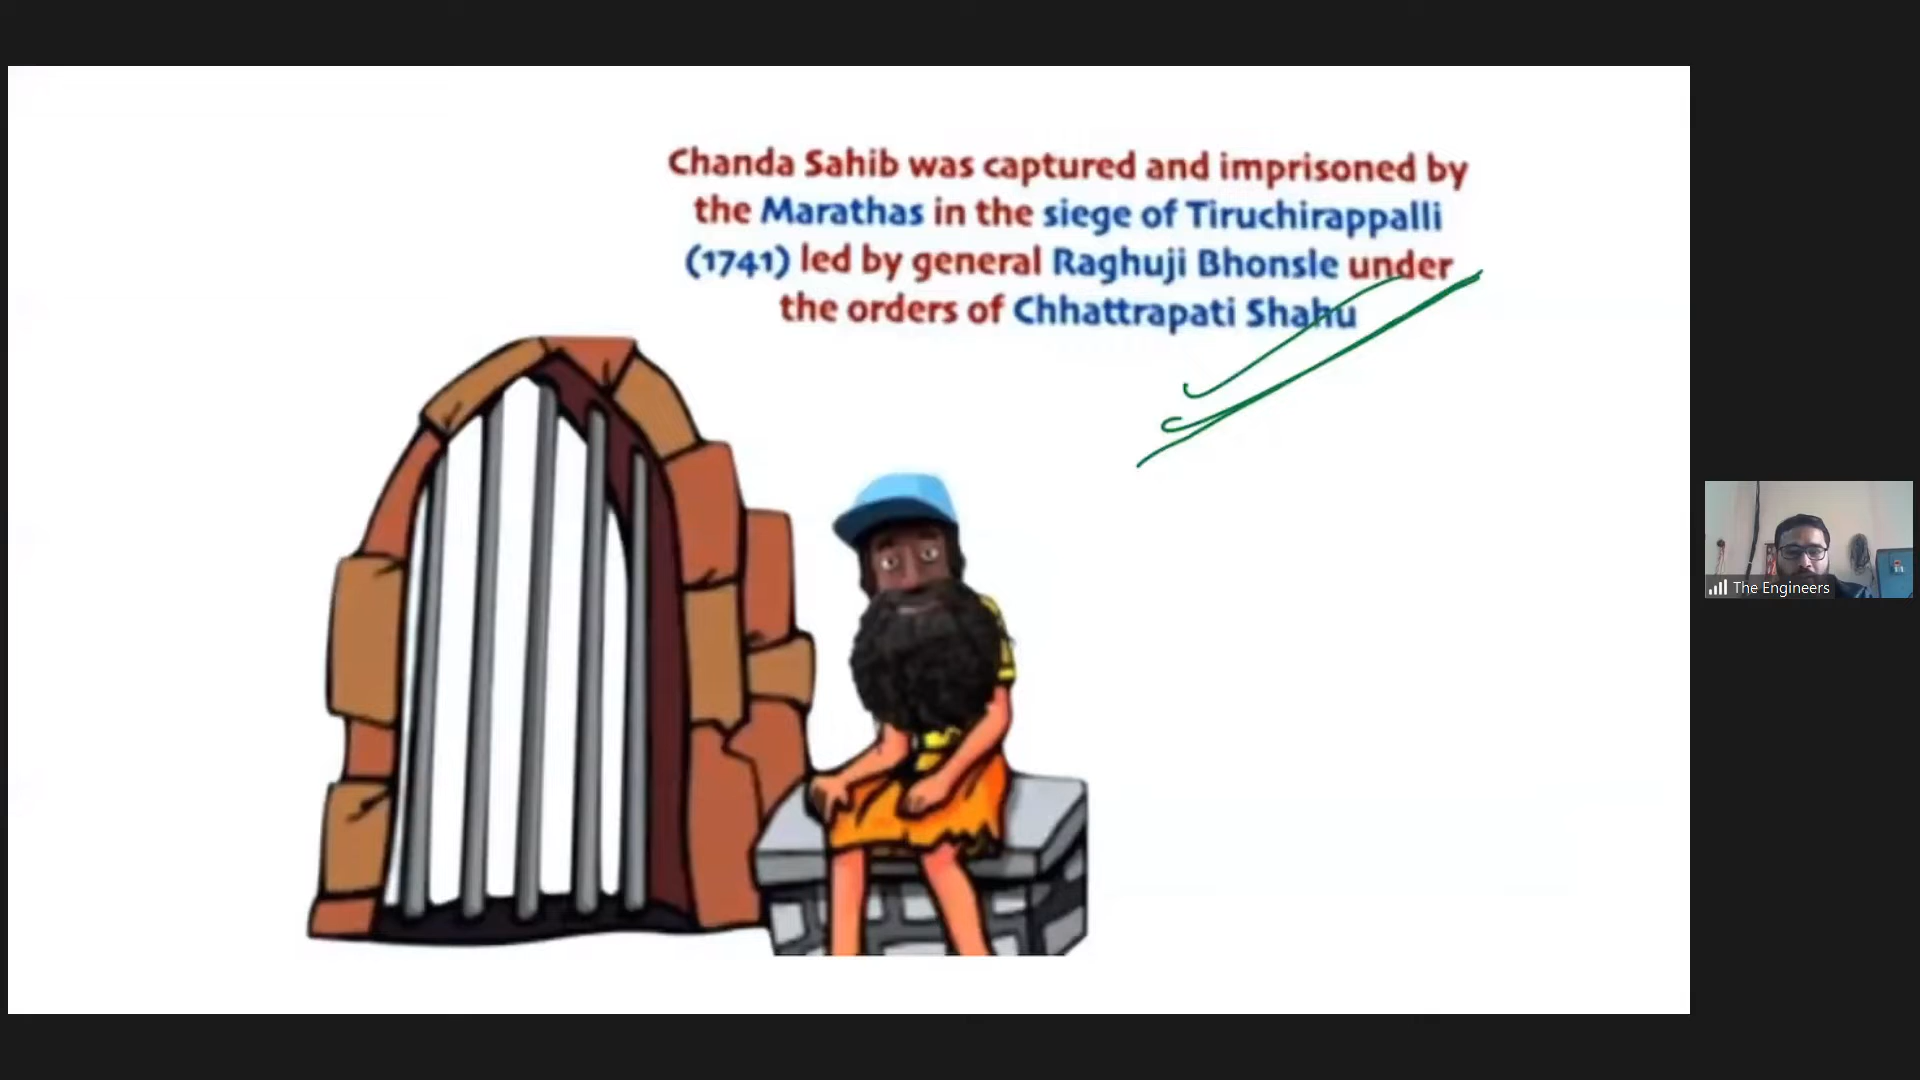 Chanda Sahib was captured and imprisoned by
the Marathas in the siege of Tiruchirappalli
(1741) led by general Raghuji Bhonsle under
the orders of Chhattrapati Shahu
The Engineers